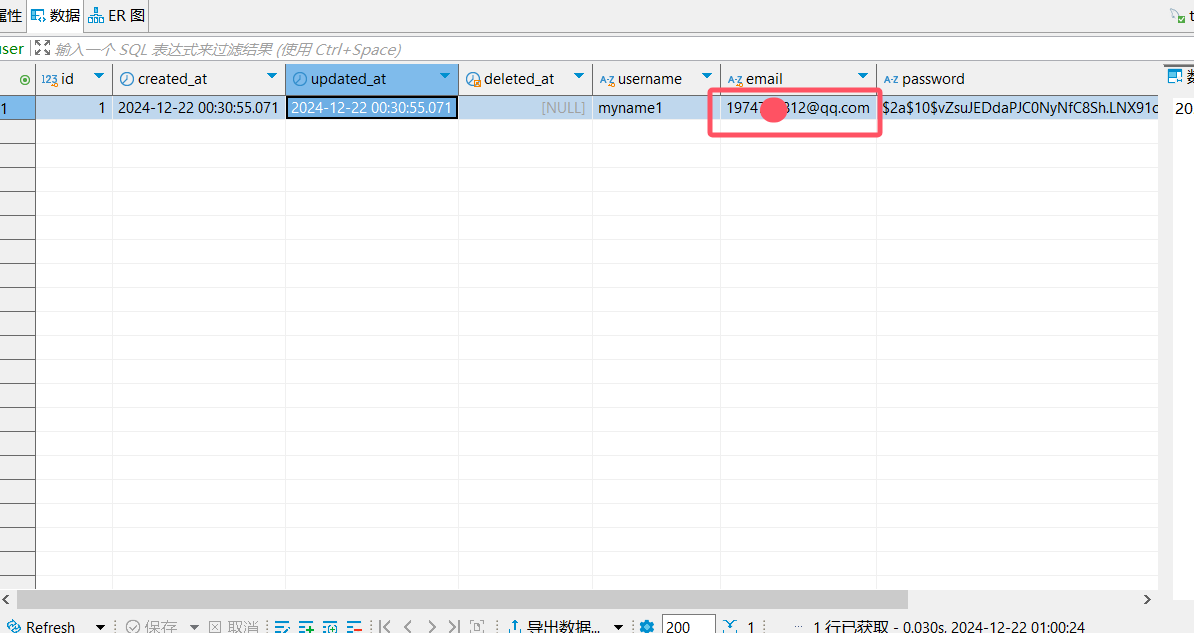 属性 数据 ER 图
user 输入一个 SQL 表达式来过滤结果 (使用 Ctrl+Space)
123 id created_at updated_at deleted_at A-Z username A-Z email A-Z password
1 1 2024-12-22 00:30:55.071 2024-12-22 00:30:55.071 [NULL] myname1 1974 312@qq.com $2a$10$vZsuJEDdaPJC0NyNfC8Sh.LNX91c 20
Refresh 保存 取消 导出数据... 200 1 1 行已获取 - 0.030s, 2024-12-22 01:00:24